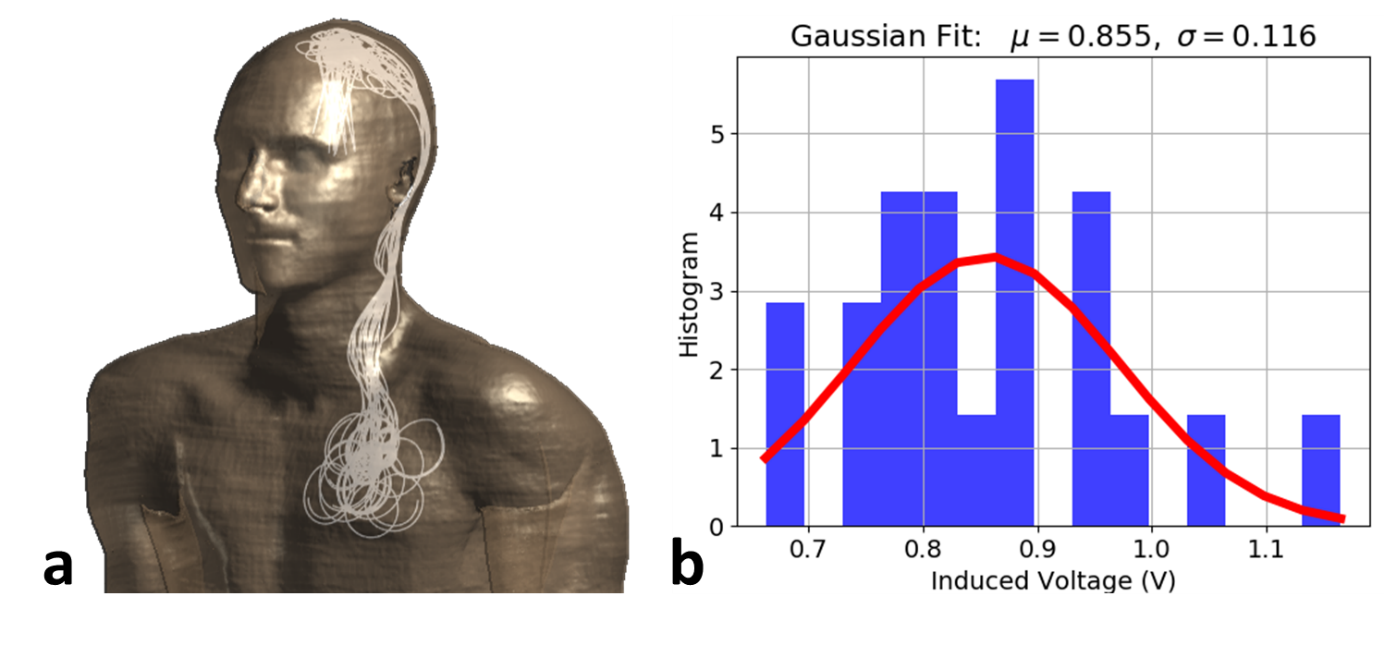 Gaussian Fit: μ = 0.855, σ = 0.116
Histogram
5
4
3
2
1
0
0.7 0.8 0.9 1.0 1.1
Induced Voltage (V)
a
b